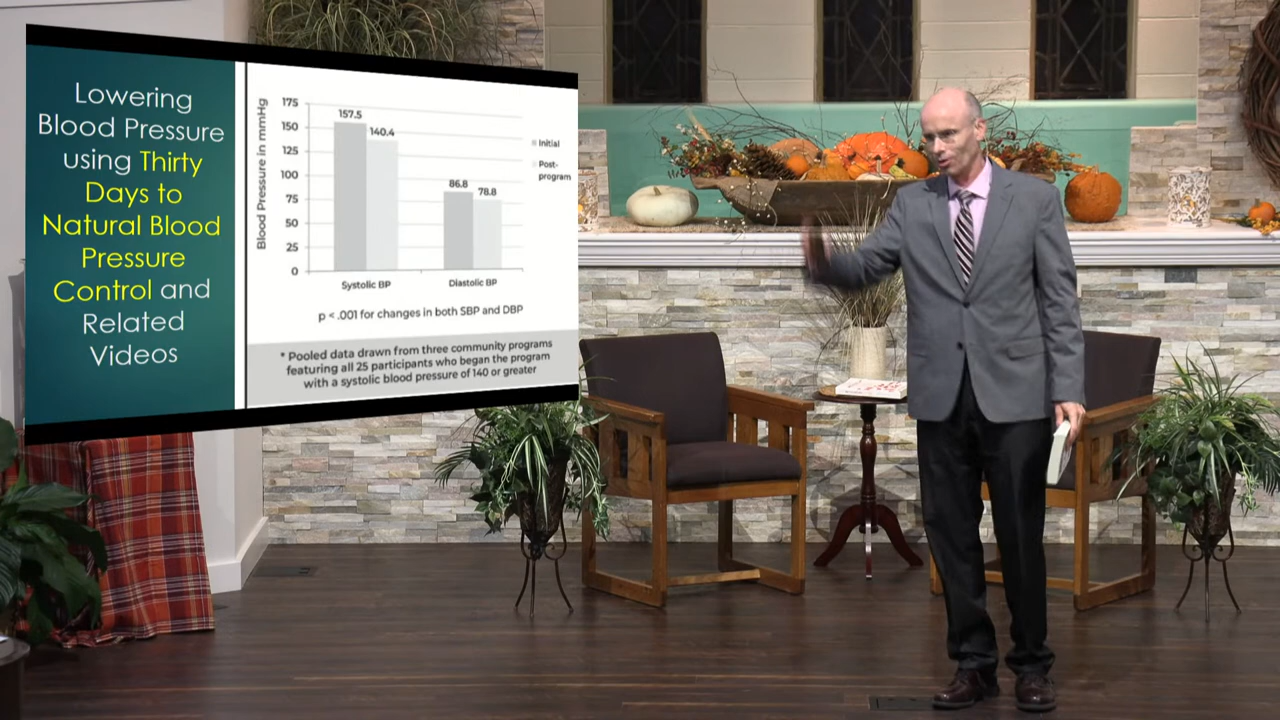 Lowering
Blood Pressure
using Thirty
Days to
Natural Blood
Pressure
Control and
Related
Videos
Blood Pressure in mmHg
175
150
125
100
75
50
25
0
157.5
140.4
86.8
78.8
Initial
Post-
program
Systolic BP
Diastolic BP
p < .001 for changes in both SBP and DBP
* Pooled data drawn from three community programs
featuring all 25 participants who began the program
with a systolic blood pressure of 140 or greater